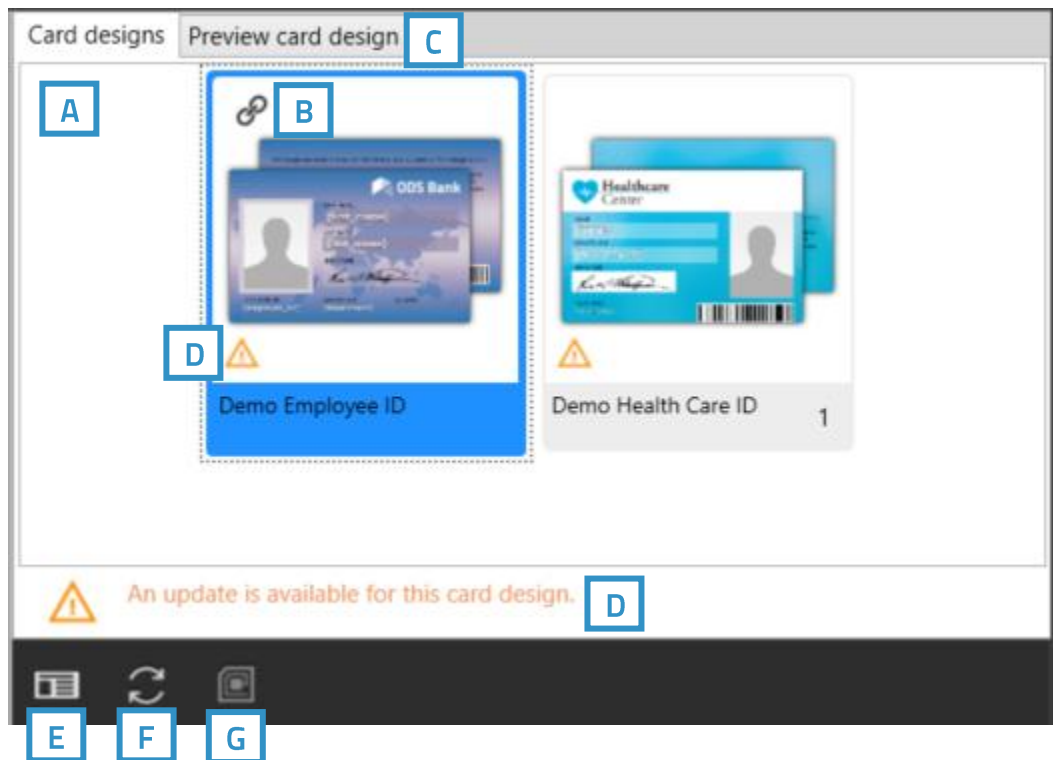 Card designs Preview card design C
A
B
ODS Bank
Healthcare
Center
D
Demo Employee ID
Demo Health Care ID 1
An update is available for this card design. D
E F G